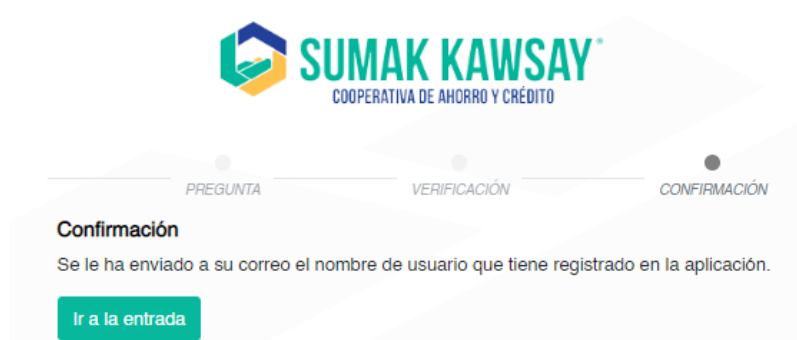 SUMAK KAWSAY
COOPERATIVA DE AHORRO Y CRÉDITO
PREGUNTA VERIFICACIÓN CONFIRMACIÓN
Confirmación
Se le ha enviado a su correo el nombre de usuario que tiene registrado en la aplicación.
Ir a la entrada